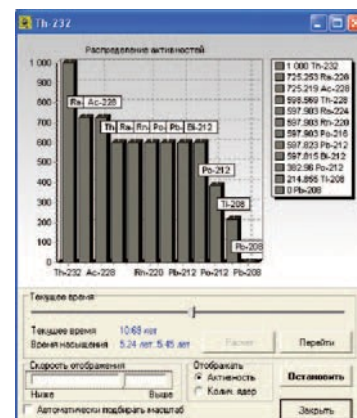 Th-232
Распределение активностей
1 000
900
800
700
600
500
400
300
200
100
0
Ra- Ac-228
Th Ra- Rn- Po- Pb- Bi-212
Po-212
Tl-208
Pb-208
Th-232 Ac-228 Rn-220 Pb-212 Po-212 Pb-208
1 000 Th-232
725.253 Ra-228
725.219 Ac-228
598.569 Th-228
597.903 Ra-224
597.903 Rn-220
597.903 Po-216
597.823 Pb-212
597.815 Bi-212
382.96 Po-212
214.855 Tl-208
0 Pb-208
Текущее время
Текущее время 10.69 лет
Время насыщения 5.24 лет..5.45 лет
Перейти
Скорость отображения
Ниже Выше
Отображать
Активность
Колич. ядер
Остановить
Автоматически подбирать масштаб
Закрыть